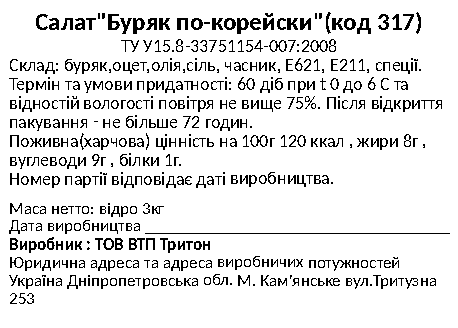 Салат"Буряк по-корейски"(код 317)
ТУ У15.8-33751154-007:2008
Склад: буряк,оцет,олія,сіль, часник, Е621, Е211, спеції.
Термін та умови придатності: 60 діб при t 0 до 6 С та
відностій вологості повітря не вище 75%. Після відкриття
пакування - не більше 72 годин.
Поживна(харчова) цінність на 100г 120 ккал , жири 8г ,
вуглеводи 9г , білки 1г.
Номер партії відповідає даті виробництва.
Маса нетто: відро 3кг
Дата виробництва
Виробник : ТОВ ВТП Тритон
Юридична адреса та адреса виробничих потужностей
Україна Дніпропетровська обл. М. Кам'янське вул.Тритузна
253